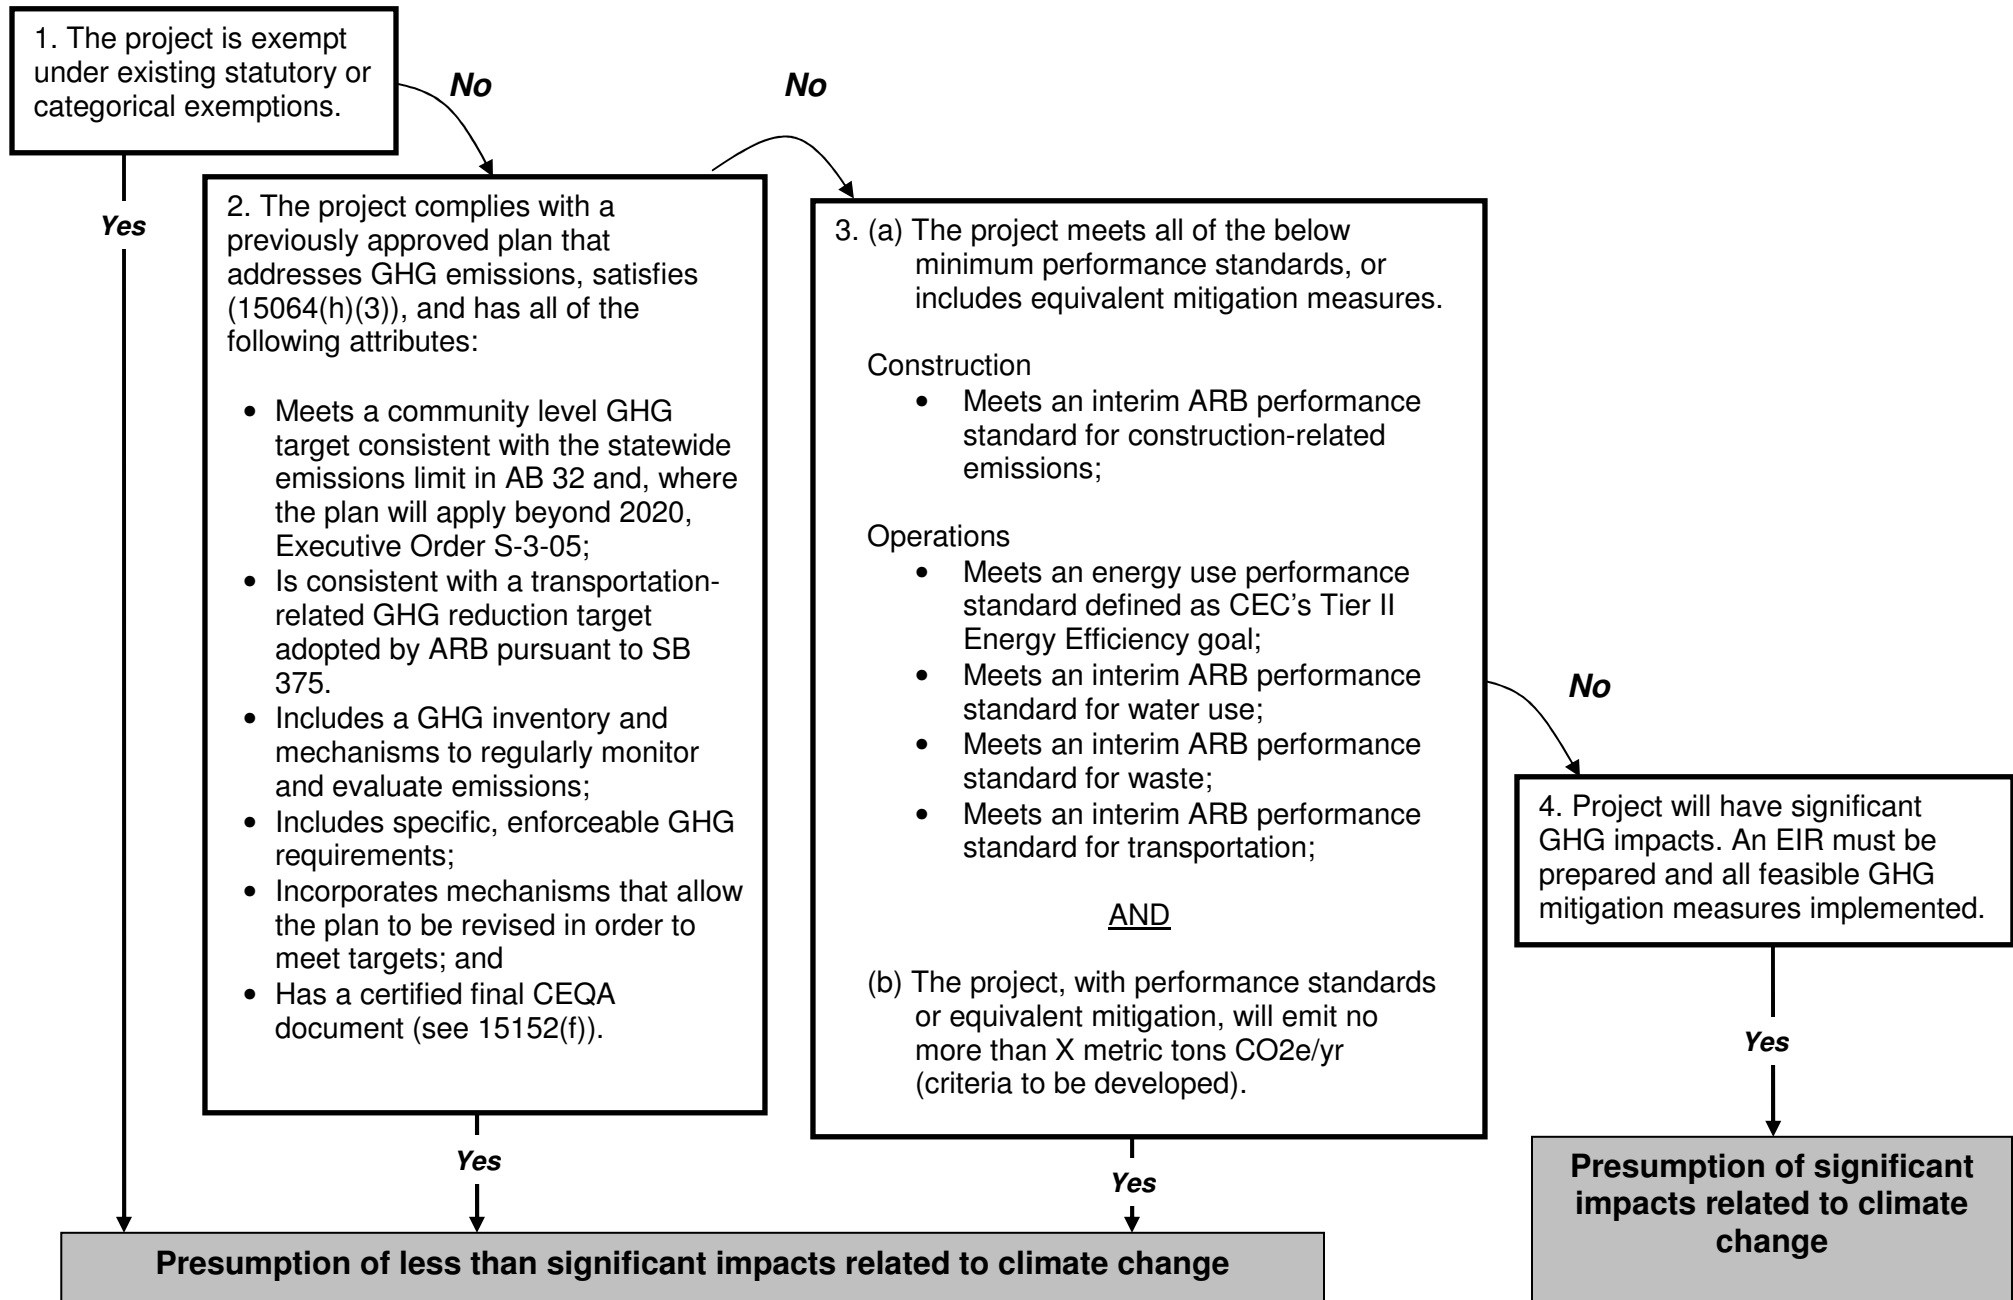 1. The project is exempt
under existing statutory or
categorical exemptions.
No
No
Yes
2. The project complies with a
previously approved plan that
addresses GHG emissions, satisfies
(15064(h)(3)), and has all of the
following attributes:
• Meets a community level GHG
target consistent with the statewide
emissions limit in AB 32 and, where
the plan will apply beyond 2020,
Executive Order S-3-05;
• Is consistent with a transportation-
related GHG reduction target
adopted by ARB pursuant to SB
375.
• Includes a GHG inventory and
mechanisms to regularly monitor
and evaluate emissions;
• Includes specific, enforceable GHG
requirements;
• Incorporates mechanisms that allow
the plan to be revised in order to
meet targets; and
• Has a certified final CEQA
document (see 15152(f)).
Yes
3. (a) The project meets all of the below
minimum performance standards, or
includes equivalent mitigation measures.
Construction
• Meets an interim ARB performance
standard for construction-related
emissions;
Operations
• Meets an energy use performance
standard defined as CEC's Tier II
Energy Efficiency goal;
• Meets an interim ARB performance
standard for water use;
• Meets an interim ARB performance
standard for waste;
• Meets an interim ARB performance
standard for transportation;
AND
(b) The project, with performance standards
or equivalent mitigation, will emit no
more than X metric tons CO2e/yr
(criteria to be developed).
Yes
No
4. Project will have significant
GHG impacts. An EIR must be
prepared and all feasible GHG
mitigation measures implemented.
Yes
Presumption of less than significant impacts related to climate change
Presumption of significant
impacts related to climate
change